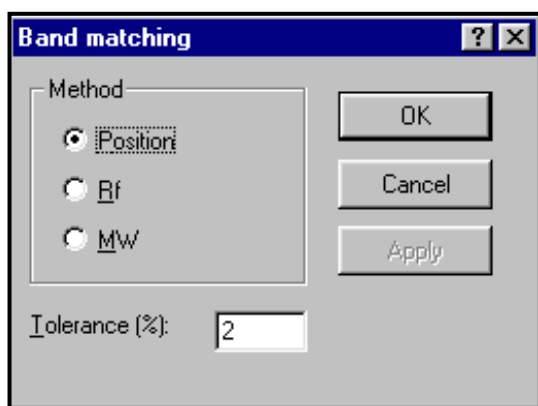 Band matching
Method
Position
Rf
MW
OK
Cancel
Apply
Tolerance (%):
2